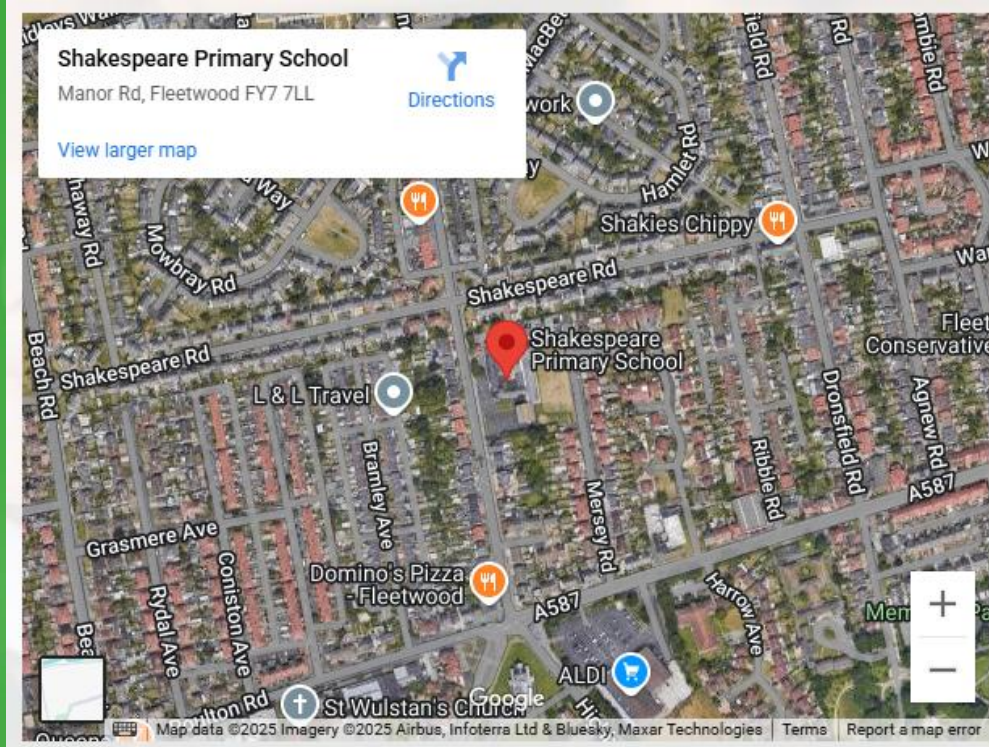 Shakespeare Primary School
Manor Rd, Fleetwood FY7 7LL
Directions
View larger map
Hamlet Rd
Shakies Chippy
Mowbray Rd
Shakespeare Rd
Shakespeare Rd
Beach Rd
Shakespeare
Primary School
L & L Travel
Bramley Ave
Mersey Rd
Ribble Rd
Dronsfield Rd
Agnew Rd
Conservative
A587
Grasmere Ave
Rydal Ave
Coniston Ave
Domino's Pizza
- Fleetwood
A587
Harrow Ave
ALDI
St Wulstan's Church
Google
Map data ©2025 Imagery ©2025 Airbus, Infoterra Ltd & Bluesky, Maxar Technologies
Terms
Report a map error